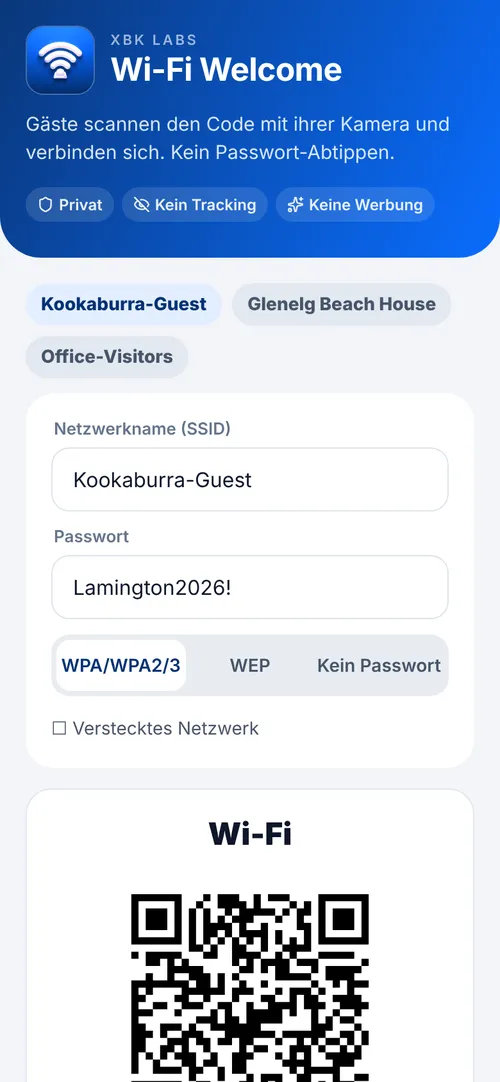 XBK LABS
Wi-Fi Welcome
Gäste scannen den Code mit ihrer Kamera und
verbinden sich. Kein Passwort-Abtippen.
Privat
Kein Tracking
Keine Werbung
Kookaburra-Guest
Glenelg Beach House
Office-Visitors
Netzwerkname (SSID)
Kookaburra-Guest
Passwort
Lamington2026!
WPA/WPA2/3
WEP
Kein Passwort
☐ Verstecktes Netzwerk
Wi-Fi